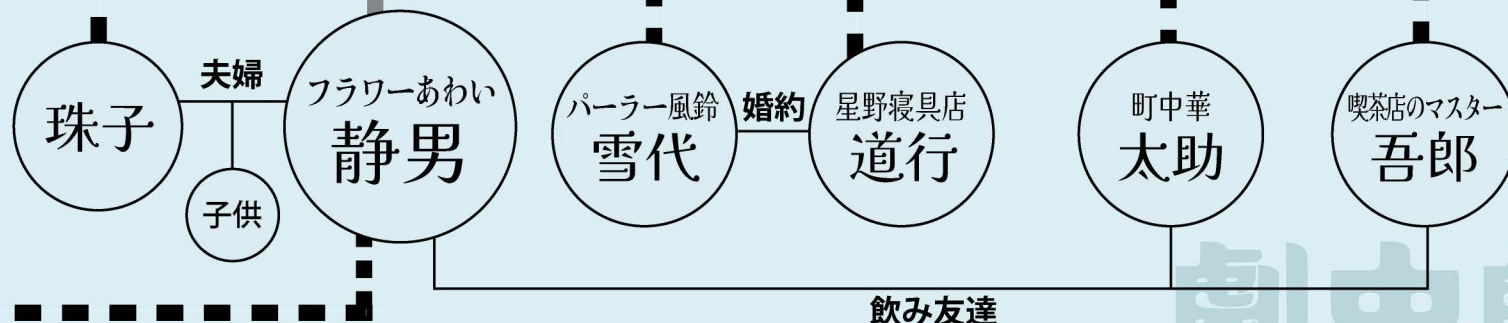 夫婦
珠子
子供
フラワーあわい
静男
パーラー風鈴
雪代
婚約
星野寝具店
道行
町中華
太助
喫茶店のマスター
吾郎
飲み友達
劇中